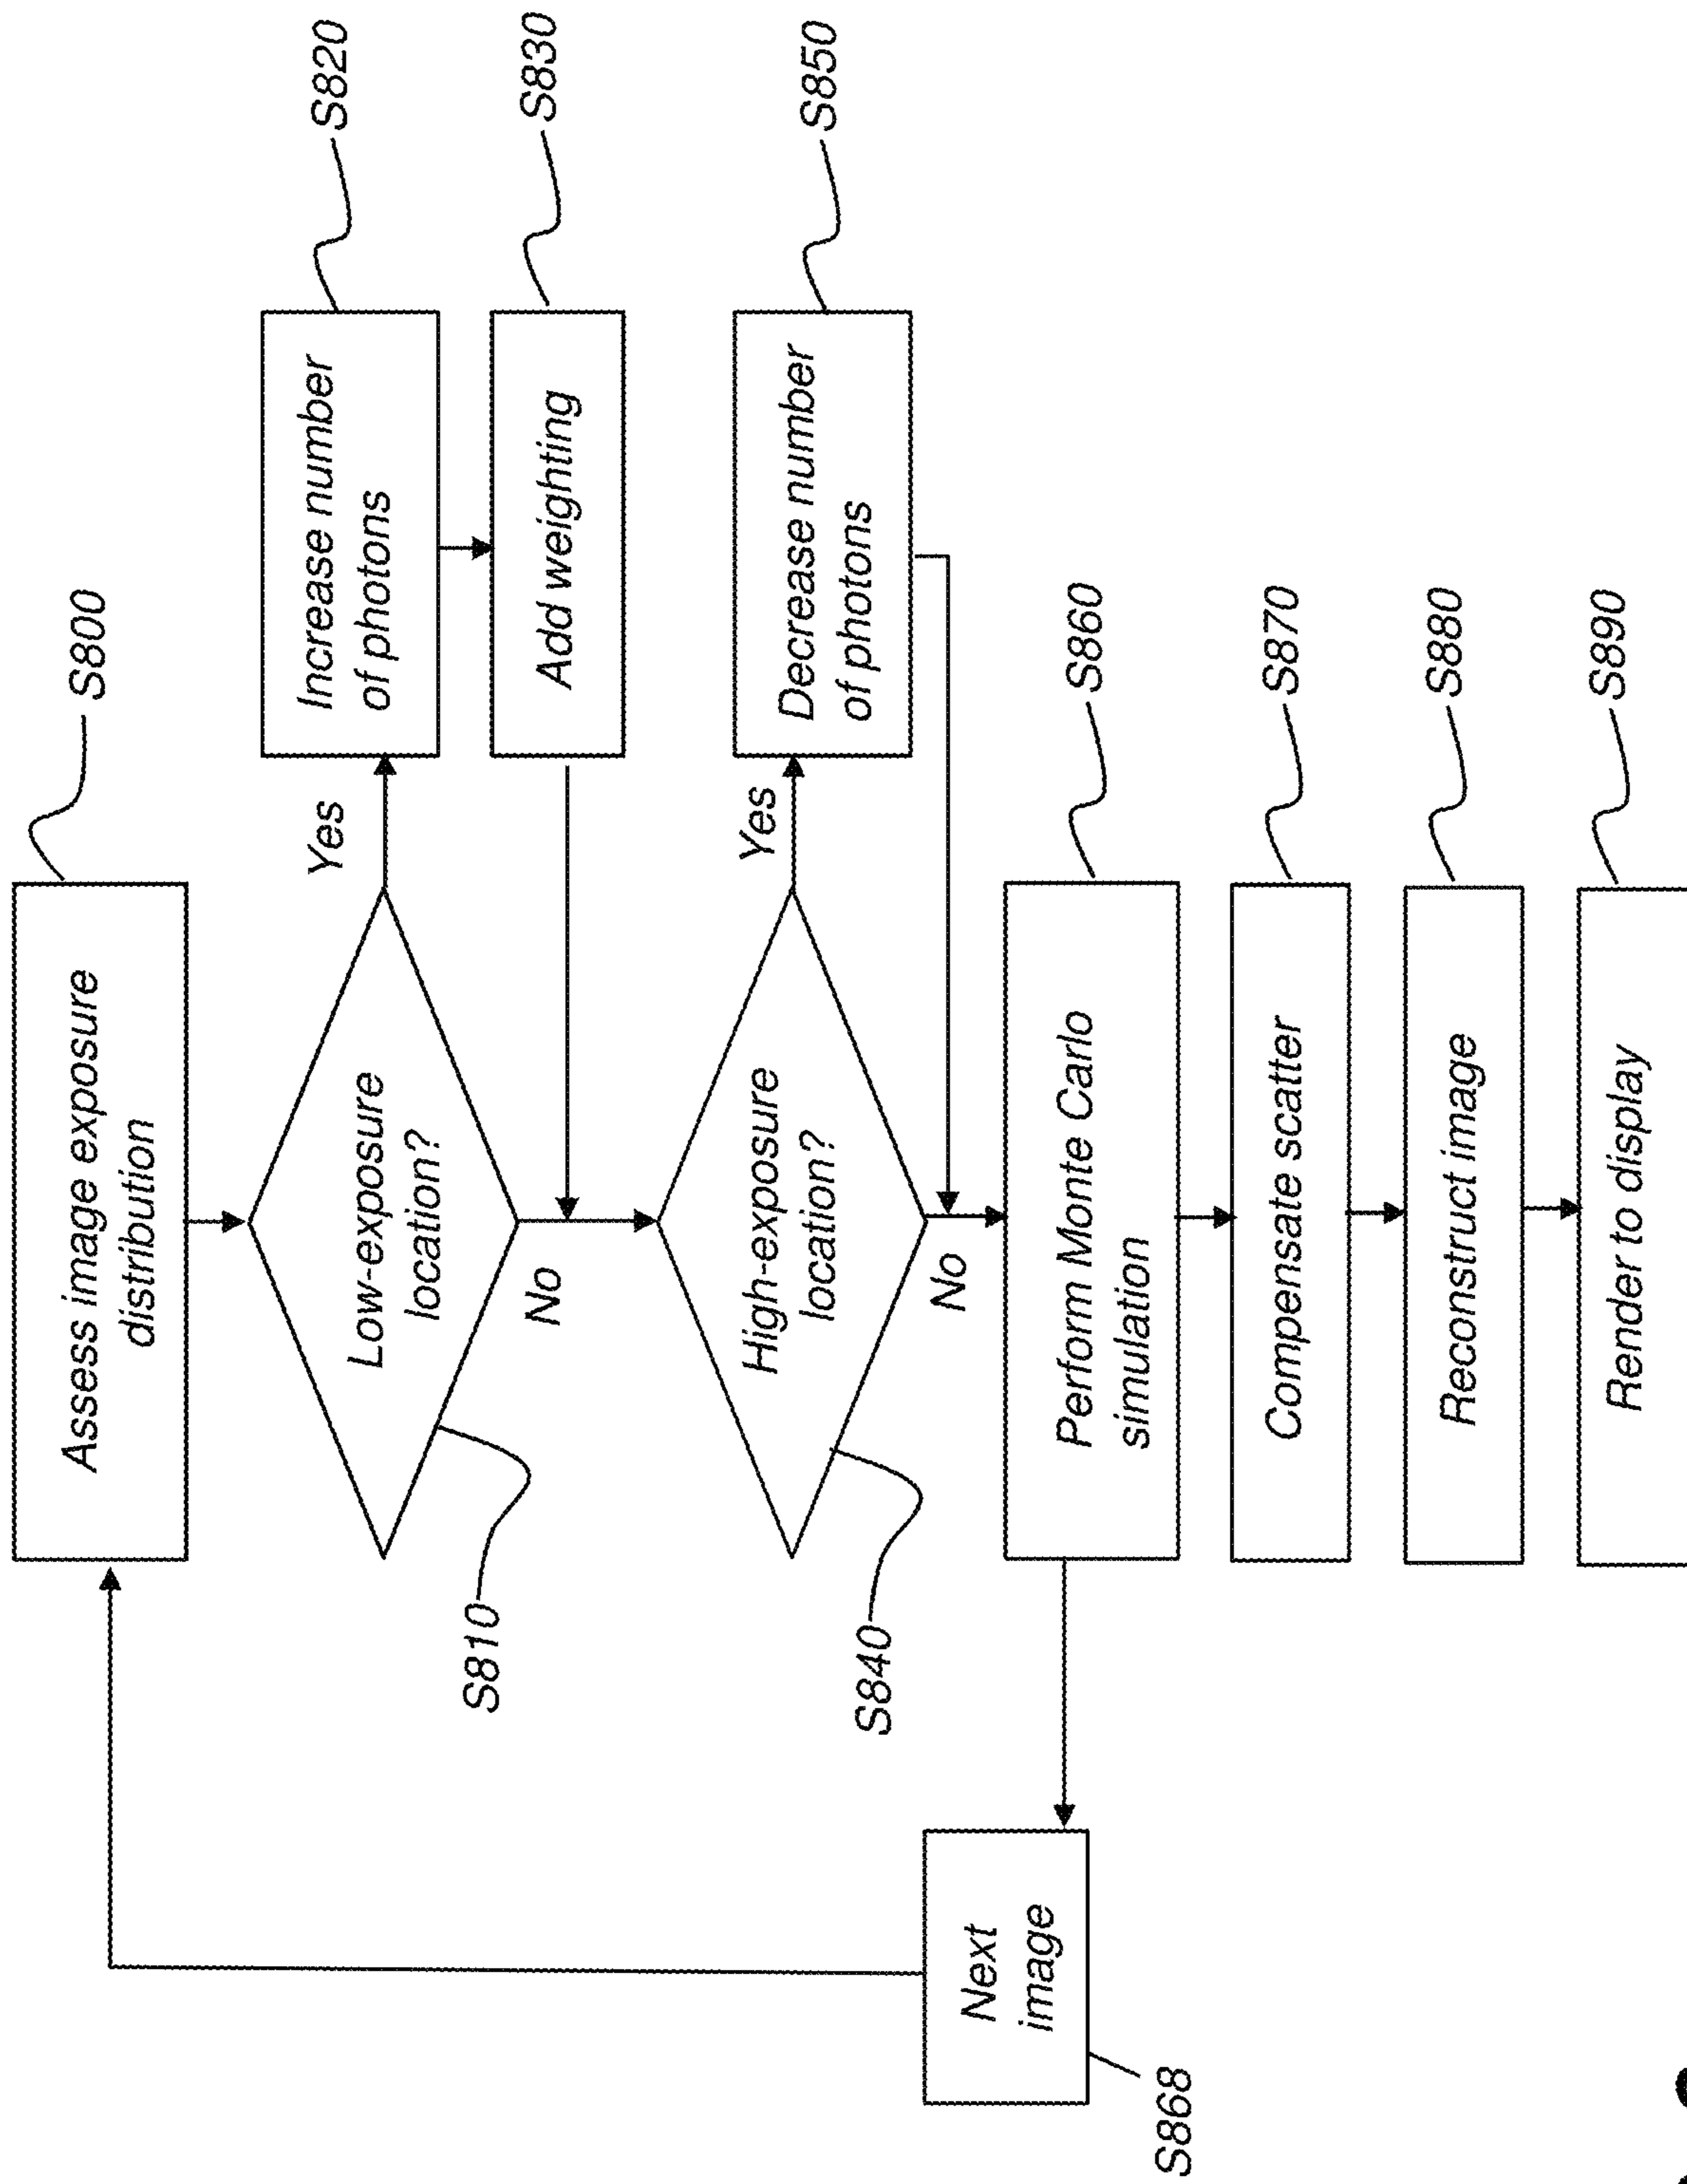 S800
Assess image exposure
distribution
Low-exposure
location?
S810
Yes
No
Increase number
of photons
S820
Add weighting
S830
High-exposure
location?
S840
Yes
No
Decrease number
of photons
S850
Perform Monte Carlo
simulation
S860
Next
image
S868
Compensate scatter
S870
Reconstruct image
S880
Render to display
S890